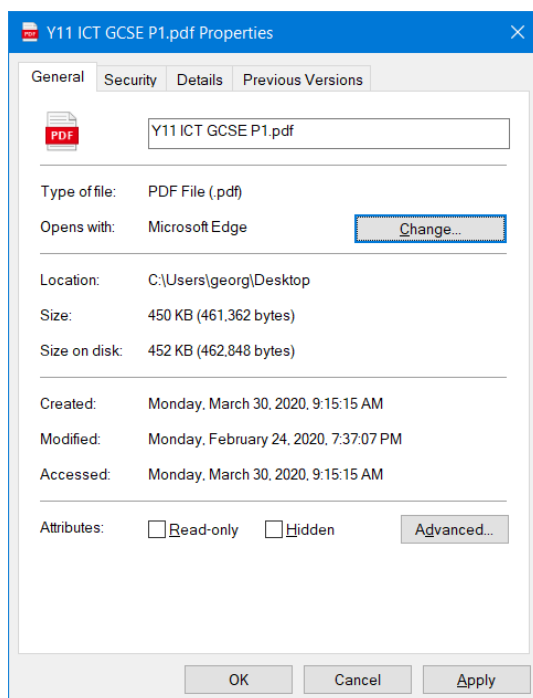 Y11 ICT GCSE P1.pdf Properties
General Security Details Previous Versions
PDF
Y11 ICT GCSE P1.pdf
Type of file: PDF File (.pdf)
Opens with: Microsoft Edge Change...
Location: C:\Users\georg\Desktop
Size: 450 KB (461,362 bytes)
Size on disk: 452 KB (462,848 bytes)
Created: Monday, March 30, 2020, 9:15:15 AM
Modified: Monday, February 24, 2020, 7:37:07 PM
Accessed: Monday, March 30, 2020, 9:15:15 AM
Attributes: Read-only Hidden Advanced...
OK Cancel Apply